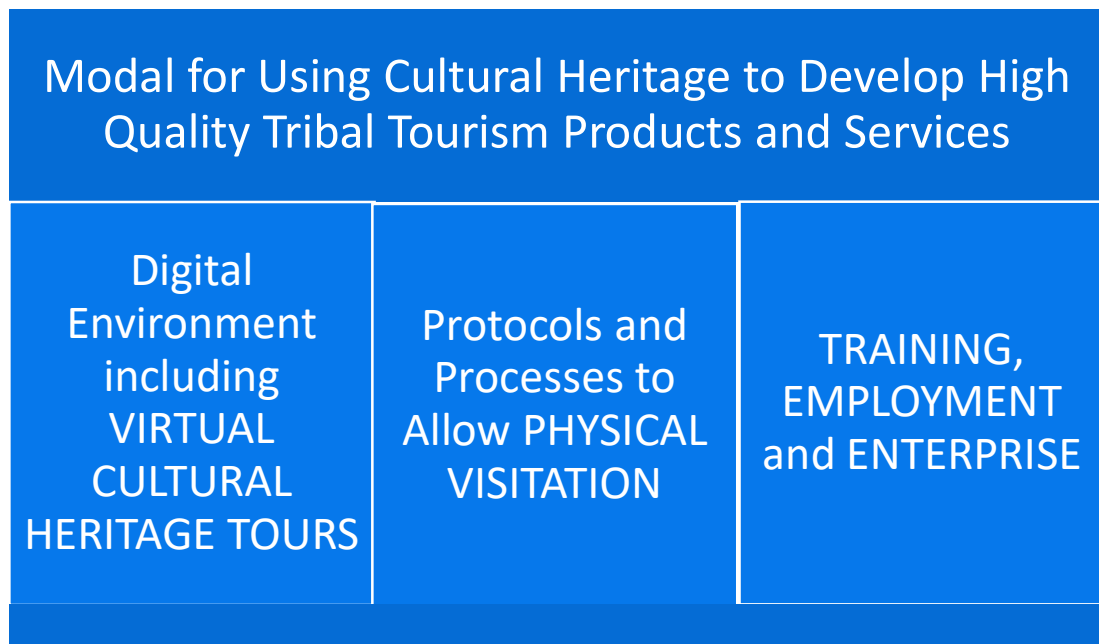 Modal for Using Cultural Heritage to Develop High
Quality Tribal Tourism Products and Services
Digital
Environment
including
VIRTUAL
CULTURAL
HERITAGE TOURS
Protocols and
Processes to
Allow PHYSICAL
VISITATION
TRAINING,
EMPLOYMENT
and ENTERPRISE